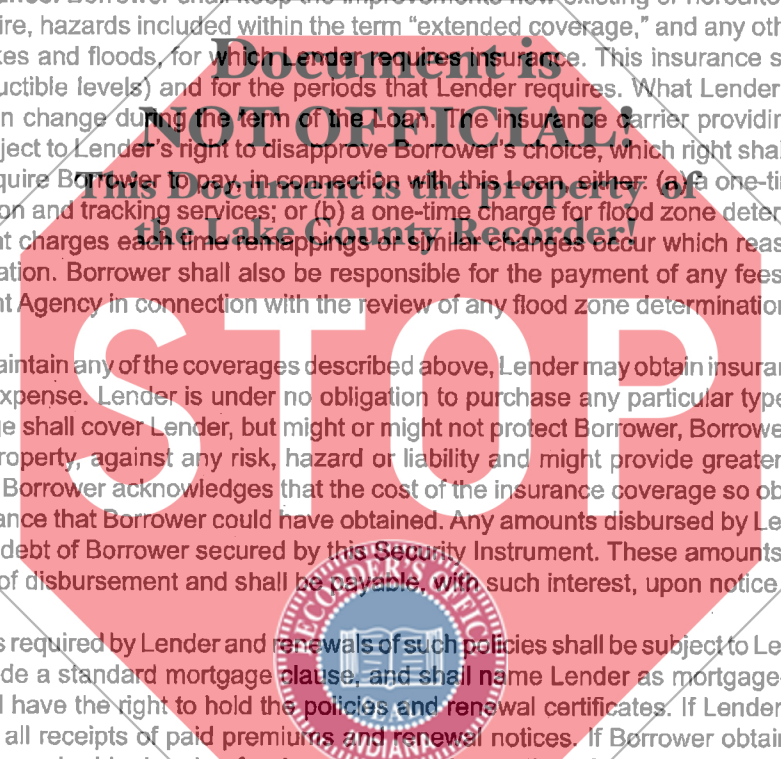 ire, hazards included within the term “extended coverage,” and any oth
Document is
kes and floods, for which Lender requires insurance. This insurance s
uctible levels) and for the periods that Lender requires. What Lender
NOT OFFICIAL!
n change during the term of the Loan. The insurance carrier providin
ject to Lender's right to disapprove Borrower's choice, which right shal
This Document is the property of
quire Borrower to pay, in connection with this Loan, either: (a) a one-ti
on and tracking services; or (b) a one-time charge for flood zone deter
the Lake County Recorder!
t charges each time remappings or similar changes occur which reas
ation. Borrower shall also be responsible for the payment of any fees
nt Agency in connection with the review of any flood zone determination
STOP
aintain any of the coverages described above, Lender may obtain insuran
xpense. Lender is under no obligation to purchase any particular type
ge shall cover Lender, but might or might not protect Borrower, Borrowe
roperty, against any risk, hazard or liability and might provide greater
Borrower acknowledges that the cost of the insurance coverage so ob
ance that Borrower could have obtained. Any amounts disbursed by Le
debt of Borrower secured by this Security Instrument. These amounts
of disbursement and shall be payable, with such interest, upon notice
RECORDER'S OFFICE
s required by Lender and renewals of such policies shall be subject to Le
de a standard mortgage clause, and shall name Lender as mortgage
l have the right to hold the policies and renewal certificates. If Lender
all receipts of paid premiums and renewal notices. If Borrower obtain
INDIANA